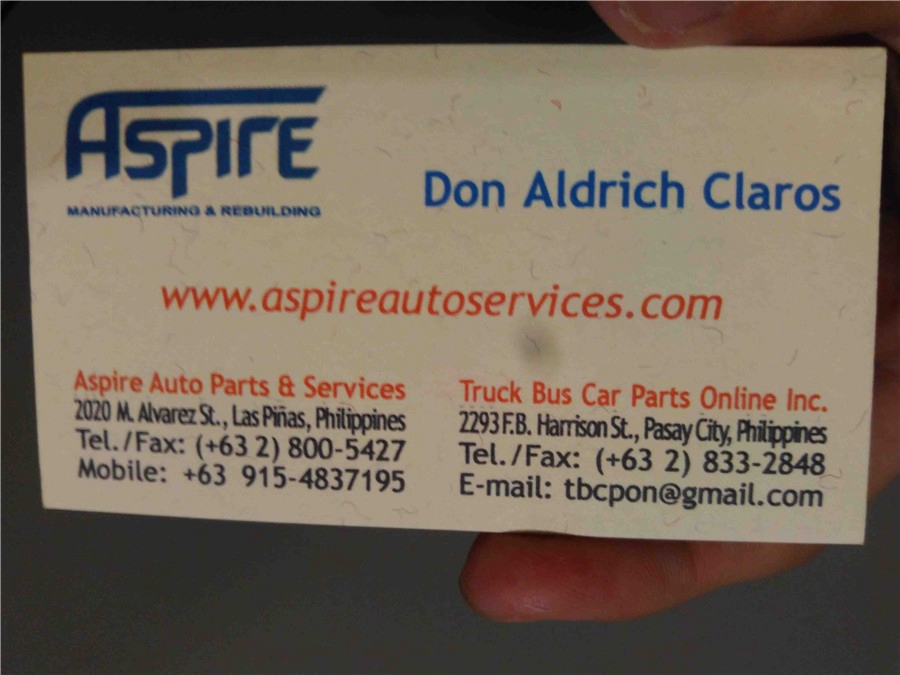 ASPIRE
MANUFACTURING & REBUILDING
Don Aldrich Claros
www.aspireautoservices.com
Aspire Auto Parts & Services
2020 M. Alvarez St., Las Piñas, Philippines
Tel./Fax: (+63 2) 800-5427
Mobile: +63 915-4837195
Truck Bus Car Parts Online Inc.
2293 F.B. Harrison St., Pasay City, Philippines
Tel./Fax: (+63 2) 833-2848
E-mail: tbcpon@gmail.com